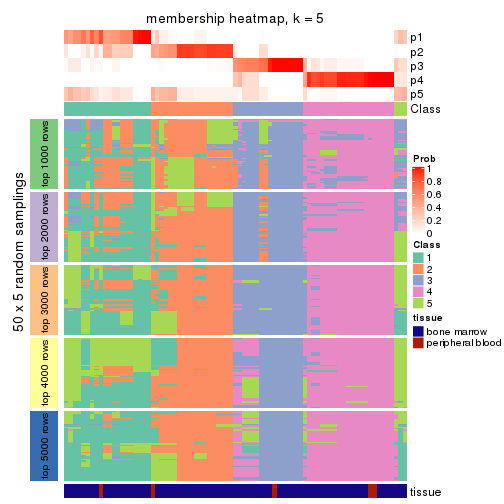 membership heatmap, k = 5
p1
p2
p3
p4
p5
Class
50 x 5 random samplings
top 1000 rows
top 2000 rows
top 3000 rows
top 4000 rows
top 5000 rows
Prob
0.8
0.6
0.4
0.2
0
Class
1
2
3
4
5
tissue
bone marrow
peripheral blood
tissue